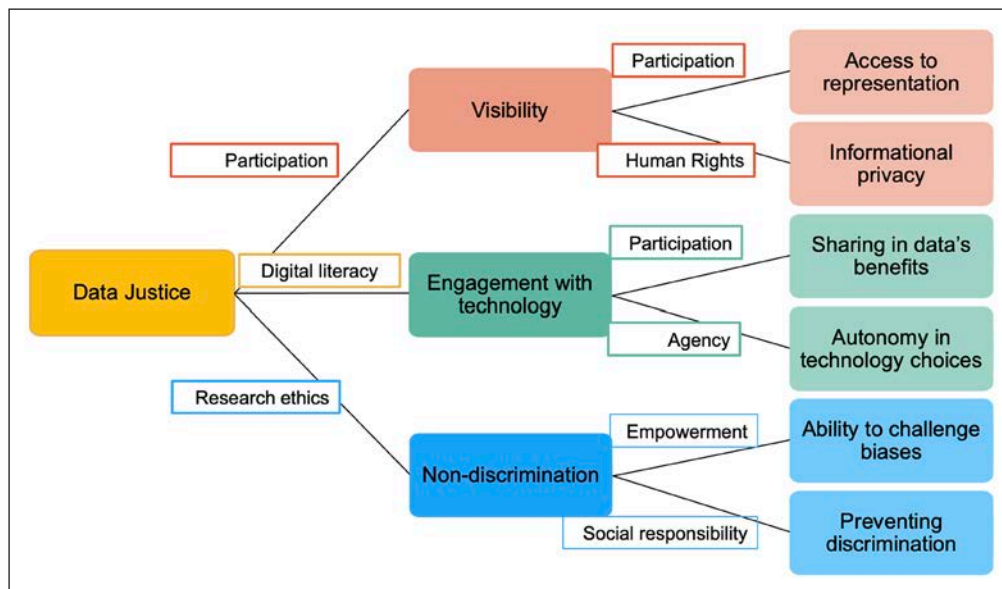 Participation
Access to
representation
Visibility
Participation
Human Rights
Informational
privacy
Data Justice
Digital literacy
Engagement with
technology
Participation
Sharing in data's
benefits
Agency
Autonomy in
technology choices
Research ethics
Non-discrimination
Empowerment
Ability to challenge
biases
Social responsibility
Preventing
discrimination